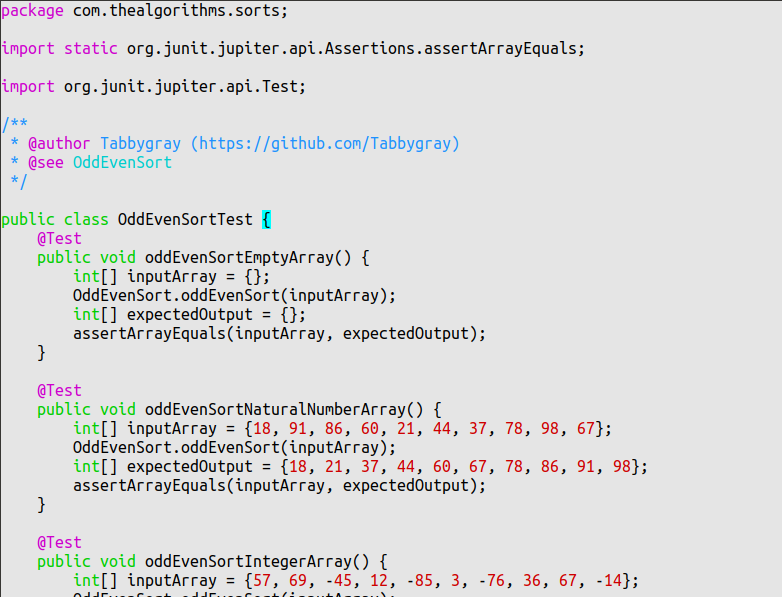 package com.thealgorithms.sorts;
import static org.junit.jupiter.api.Assertions.assertArrayEquals;
import org.junit.jupiter.api.Test;
/**
 * @author Tabbygray (https://github.com/Tabbygray)
 * @see OddEvenSort
 */
public class OddEvenSortTest {
    @Test
    public void oddEvenSortEmptyArray() {
        int[] inputArray = {};
        OddEvenSort.oddEvenSort(inputArray);
        int[] expectedOutput = {};
        assertArrayEquals(inputArray, expectedOutput);
    }
    @Test
    public void oddEvenSortNaturalNumberArray() {
        int[] inputArray = {18, 91, 86, 60, 21, 44, 37, 78, 98, 67};
        OddEvenSort.oddEvenSort(inputArray);
        int[] expectedOutput = {18, 21, 37, 44, 60, 67, 78, 86, 91, 98};
        assertArrayEquals(inputArray, expectedOutput);
    }
    @Test
    public void oddEvenSortIntegerArray() {
        int[] inputArray = {57, 69, -45, 12, -85, 3, -76, 36, 67, -14};
        OddEvenSort.oddEvenSort(inputArray);